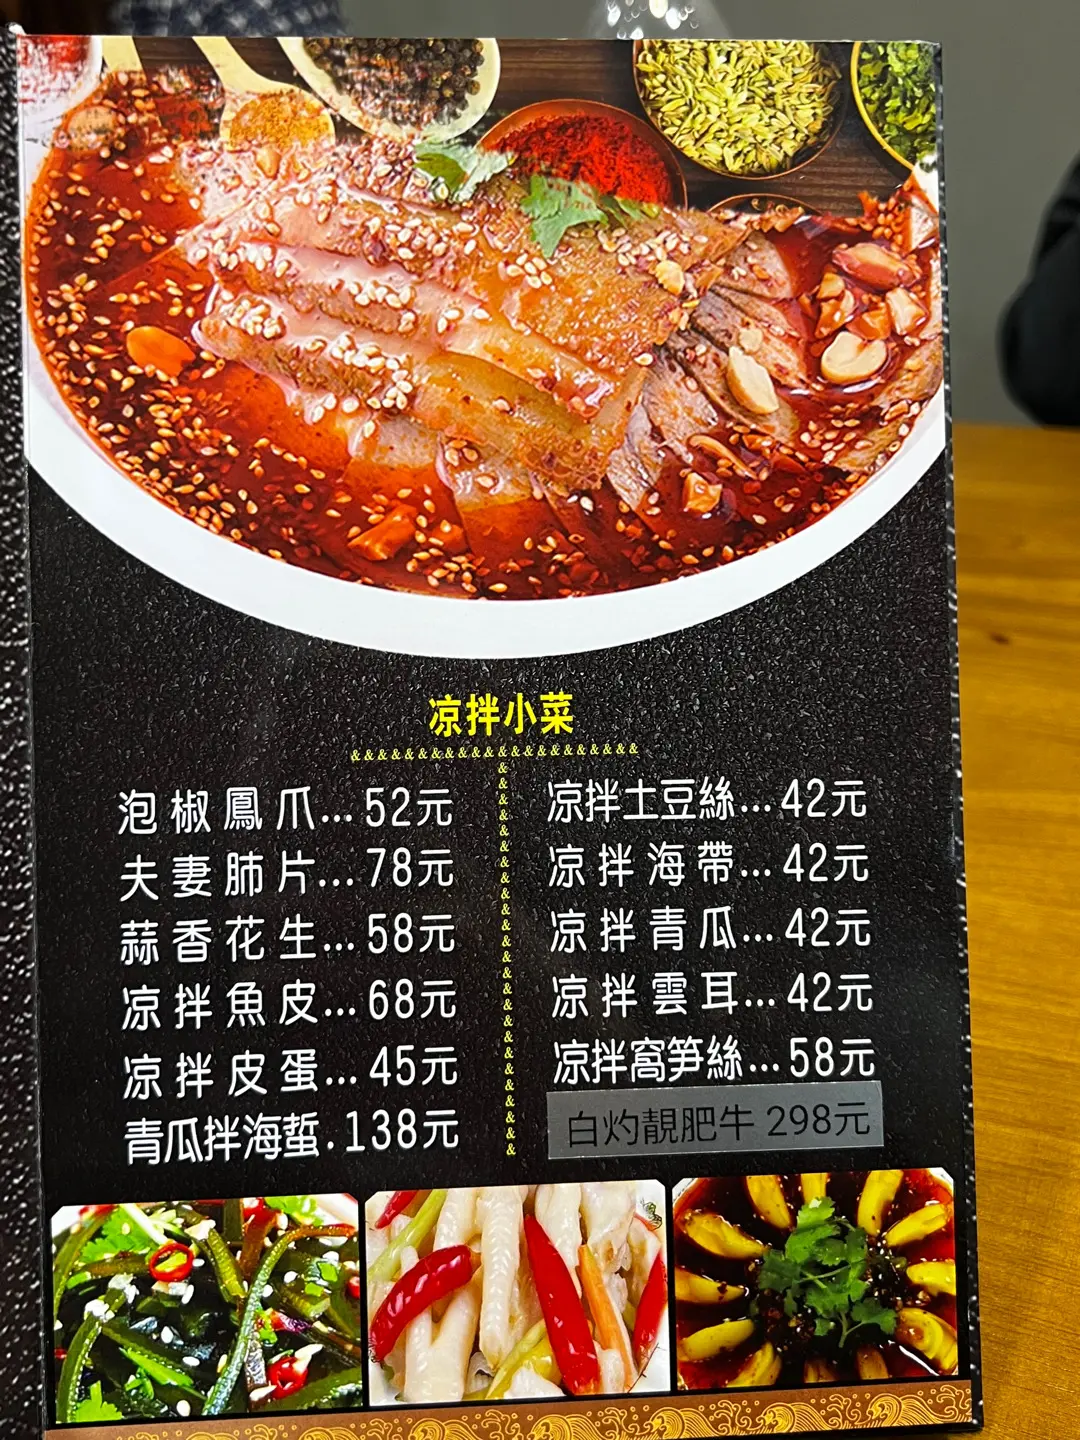 凉拌小菜
&&&&&&&&&&&&&&&&&&&&&&
泡椒鳳爪...52元
夫妻肺片...78元
蒜香花生...58元
凉拌魚皮...68元
凉拌皮蛋...45元
青瓜拌海蜇.138元
凉拌土豆絲...42元
凉拌海帶...42元
凉拌青瓜...42元
凉拌雲耳...42元
凉拌窩笋絲...58元
白灼靚肥牛 298元